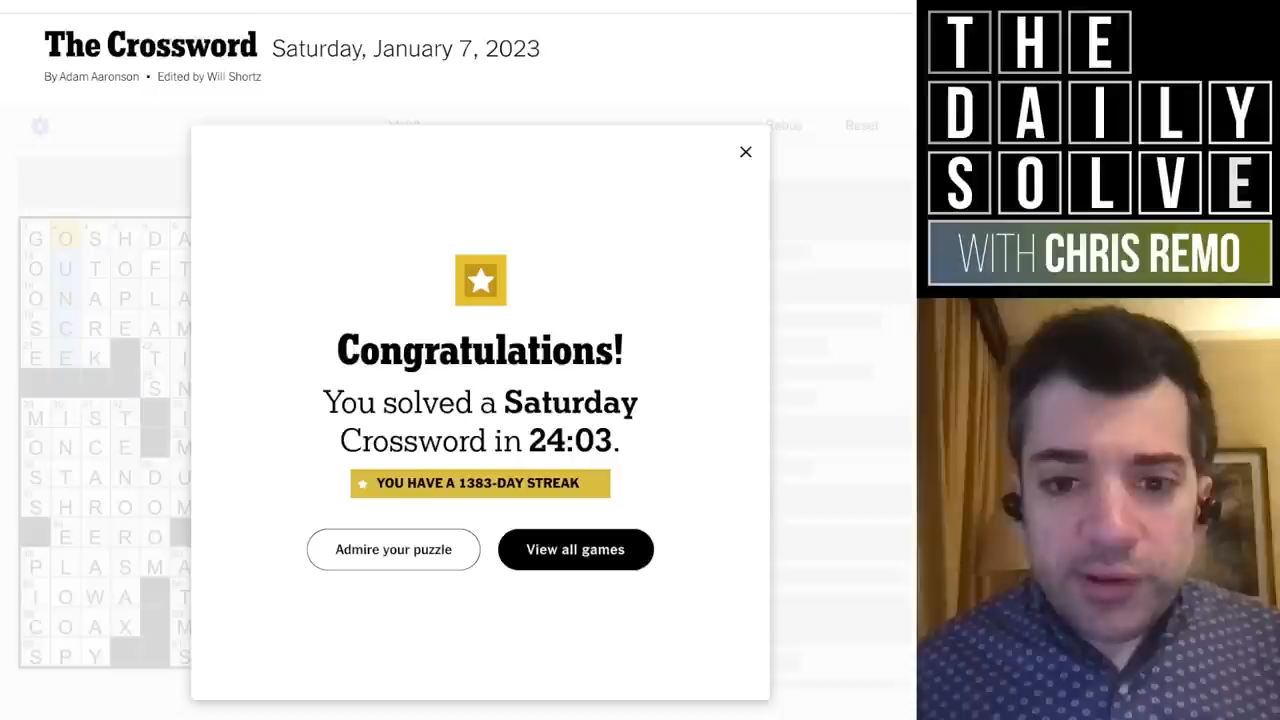 The Crossword Saturday, January 7, 2023
By Adam Aaronson • Edited by Will Shortz
Rebus Reset
Congratulations!
You solved a Saturday
Crossword in 24:03.
YOU HAVE A 1383-DAY STREAK
Admire your puzzle View all games
G O S H D A
O U T O F T
O N A P L A
S C R E A M
E E K T I
S N
M I S T I
O N C E M
S T A N D U
S H R O O M
E E R O
P L A S M A
I O W A T
C O A X M
S P Y S
THE
DAILY
SOLVE
WITH CHRIS REMO